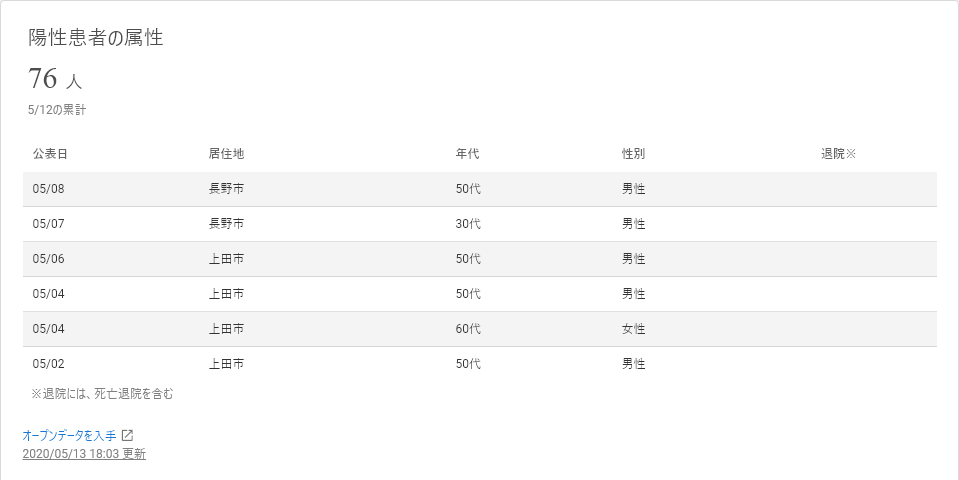 陽性患者の属性
76 人
5/12の累計
公表日 居住地 年代 性別 退院※
05/08 長野市 50代 男性
05/07 長野市 30代 男性
05/06 上田市 50代 男性
05/04 上田市 50代 男性
05/04 上田市 60代 女性
05/02 上田市 50代 男性
※退院には、死亡退院を含む
オープンデータを入手
2020/05/13 18:03 更新